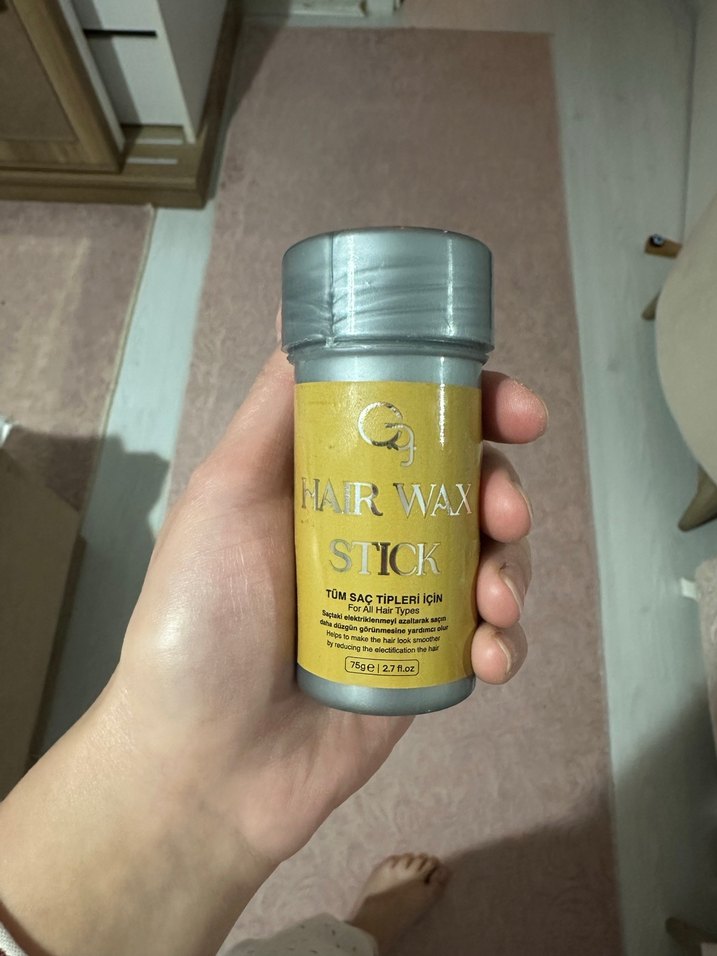 HAIR WAX
STICK
TÜM SAÇ TİPLERİ İÇİN
For All Hair Types
Saçtaki elektriklenmeyi azaltarak saçın
daha düzgün görünmesine yardımcı olur
Helps to make the hair look smoother
by reducing the electification the hair
75g e | 2.7 fl.oz